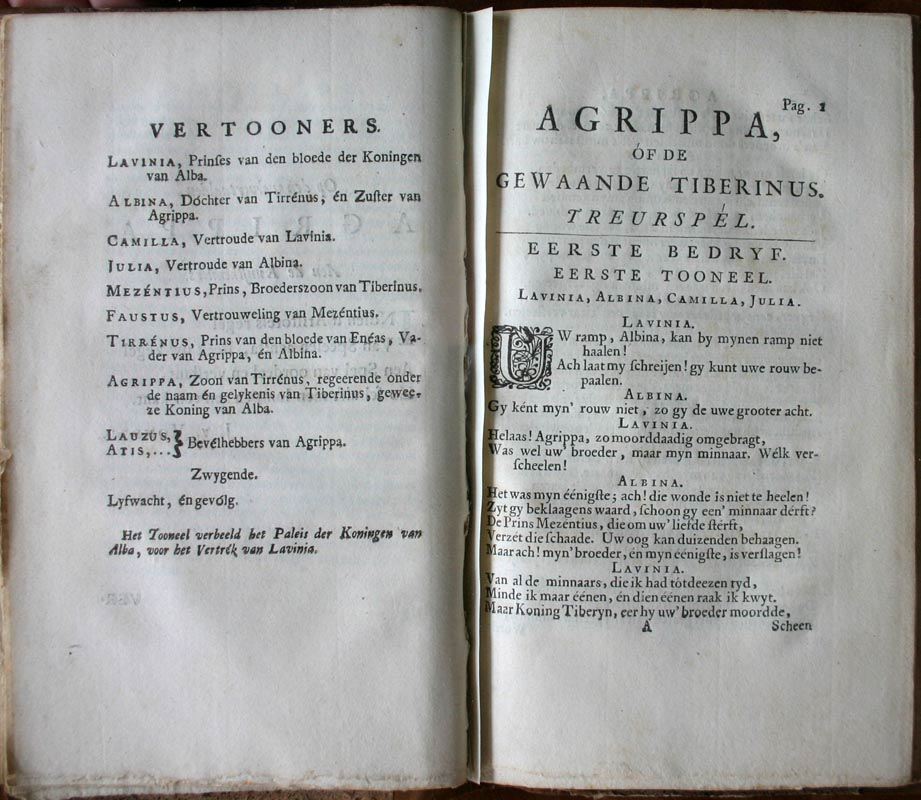 VERTOONERS.
LAVINIA, Prinſes van den bloede der Koningen
van Alba.
ALBINA, Dóchter van Tirrénus, én Zuſter van
Agrippa.
CAMILLA, Vertroude van Lavinia.
JULIA, Vertroude van Albina.
MEZÉNTIUS, Prins, Broederszoon van Tiberinus.
FAUSTUS, Vertrouweling van Mezéntius.
TIRRÉNUS, Prins van den bloede van Enéas, Va-
der van Agrippa, én Albina.
AGRIPPA, Zoon van Tirrénus, regeerende onder
de naam én gelykenis van Tiberinus, gewee-
ze Koning van Alba.
LAUZUS,
ATIS, ... } Bevélhebbers van Agrippa.
Zwygende.
Lyfwacht, én gevólg.
Het Tooneel verbeeld het Paleis der Koningen van
Alba, voor het Vertrék van Lavinia.
Pag. 1
AGRIPPA,
ÓF DE
GEWAANDE TIBERINUS.
TREURSPÉL.
EERSTE BEDRYF.
EERSTE TOONEEL.
LAVINIA, ALBINA, CAMILLA, JULIA.
LAVINIA.
UW ramp, Albina, kan by mynen ramp niet
haalen!
Ach laat my ſchreijen! gy kunt uwe rouw be-
paalen.
ALBINA.
Gy ként myn' rouw niet, zo gy de uwe grooter acht.
LAVINIA.
Helaas! Agrippa, zo moorddaadig omgebragt,
Was wel uw' broeder, maar myn minnaar. Wélk ver-
ſcheelen!
ALBINA.
Het was myn éénigſte; ach! die wonde is niet te heelen!
Zyt gy beklaagens waard, ſchoon gy een' minnaar dérft?
De Prins Mezéntius, die om uw' liefde ſtérft,
Verzét die ſchaade. Uw oog kan duizenden behaagen.
Maar ach! myn' broeder, én myn éénigſte, is verſlagen!
LAVINIA.
Van al de minnaars, die ik had tót deezen tyd,
Minde ik maar éénen, én dien éénen raak ik kwyt.
Maar Koning Tiberyn, eer hy uw' broeder moordde,
A Scheen